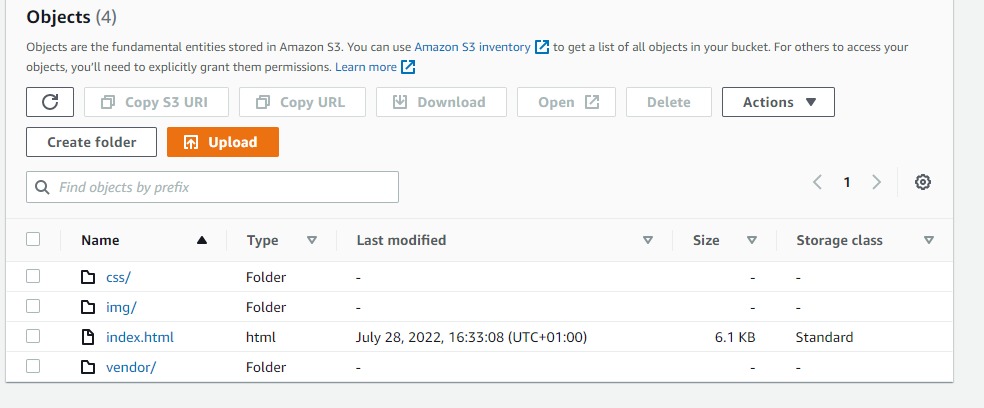 Objects (4)
Objects are the fundamental entities stored in Amazon S3. You can use Amazon S3 inventory to get a list of all objects in your bucket. For others to access your
objects, you'll need to explicitly grant them permissions. Learn more
Copy S3 URI Copy URL Download Open Delete Actions
Create folder Upload
Find objects by prefix 1
Name Type Last modified Size Storage class
css/ Folder - - -
img/ Folder - - -
index.html html July 28, 2022, 16:33:08 (UTC+01:00) 6.1 KB Standard
vendor/ Folder - - -